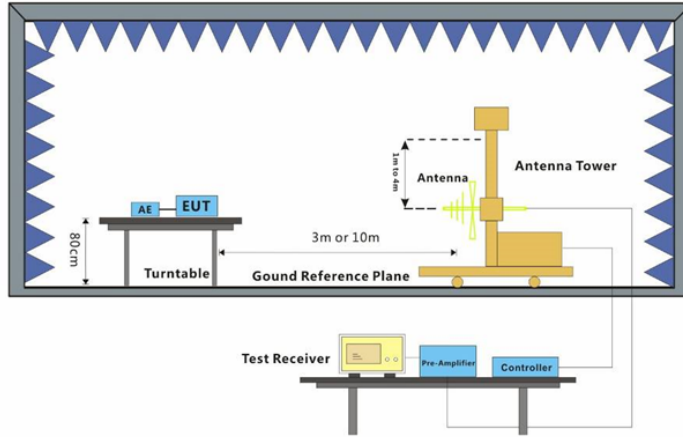 1m to 4m
Antenna
Antenna Tower
AE
EUT
80cm
3m or 10m
Turntable
Gound Reference Plane
Test Receiver
Pre-Amplifier
Controller